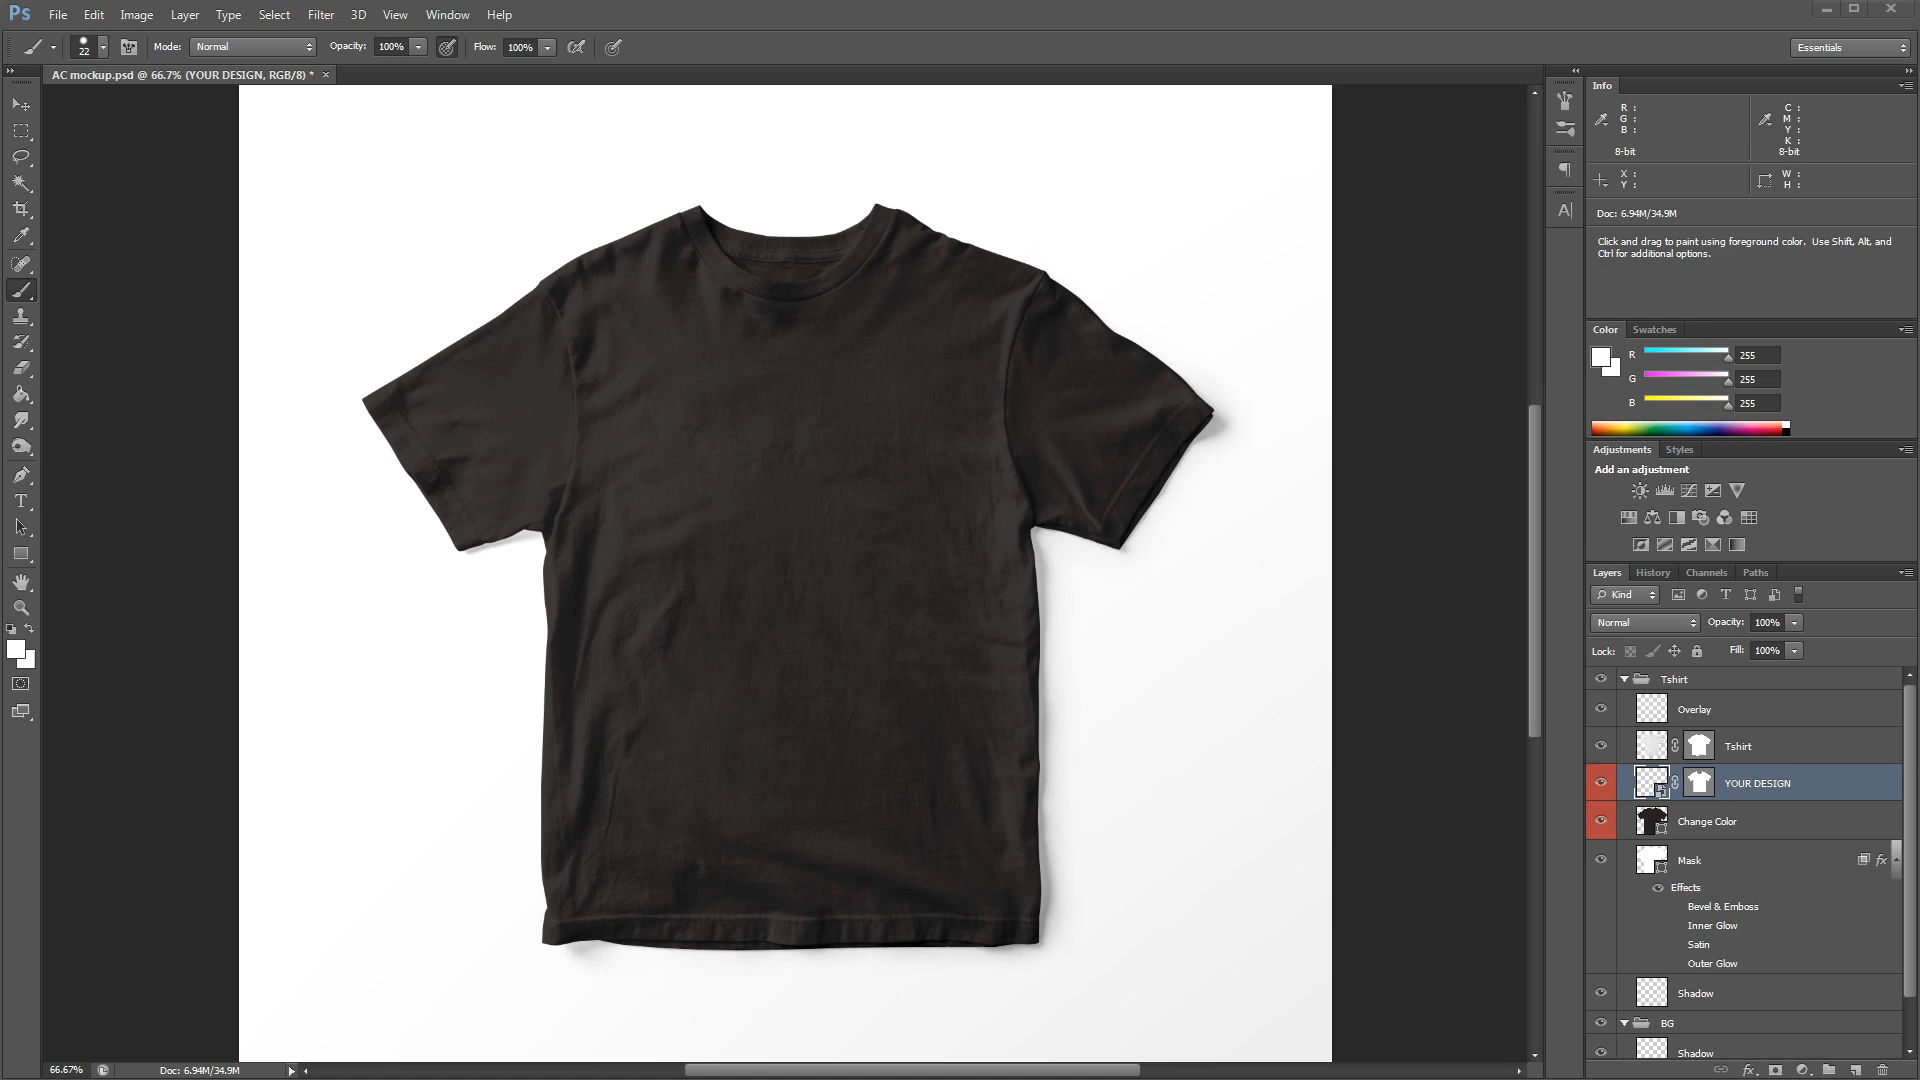 Ps File Edit Image Layer Type Select Filter 3D View Window Help
22 Mode: Normal Opacity: 100% Flow: 100% Essentials
AC mockup.psd @ 66.7% (YOUR DESIGN, RGB/8) * ×
Info
R : C :
G : M :
B : Y :
K :
8-bit 8-bit
X : W :
Y : H :
Doc: 6.94M/34.9M
Click and drag to paint using foreground color. Use Shift, Alt, and
Ctrl for additional options.
Color Swatches
R 255
G 255
B 255
Adjustments Styles
Add an adjustment
Layers History Channels Paths
Kind
Normal Opacity: 100%
Lock: Fill: 100%
Tshirt
Overlay
Tshirt
YOUR DESIGN
Change Color
Mask fx
Effects
Bevel & Emboss
Inner Glow
Satin
Outer Glow
Shadow
BG
Shadow
66.67% Doc: 6.94M/34.9M fx